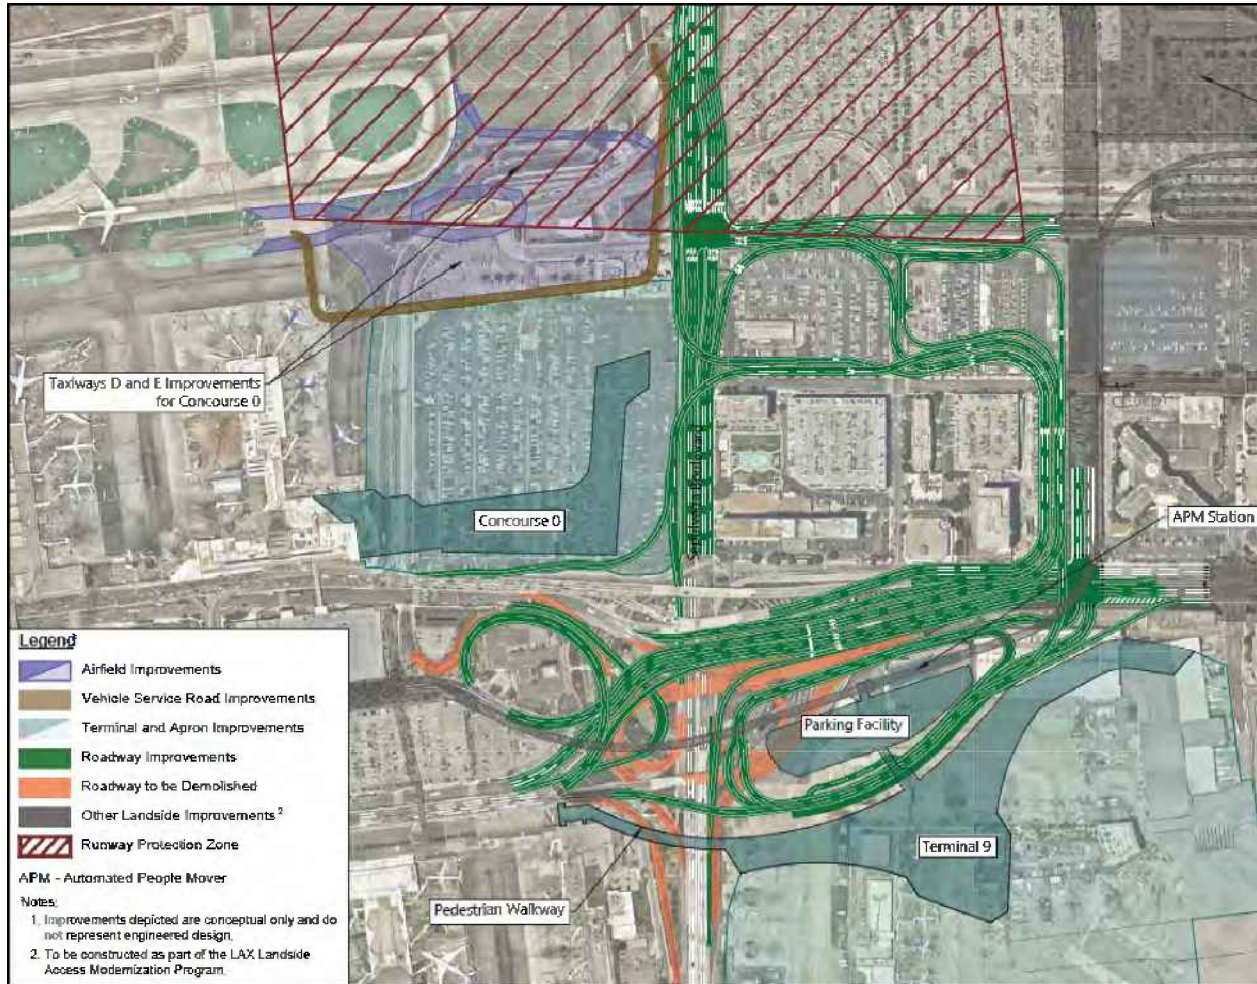 Taxiways D and E Improvements
for Concourse 0
Concourse 0
APM Station
Parking Facility
Terminal 9
Pedestrian Walkway
Legend
Airfield Improvements
Vehicle Service Road Improvements
Terminal and Apron Improvements
Roadway Improvements
Roadway to be Demolished
Other Landside Improvements 2
Runway Protection Zone
APM - Automated People Mover
Notes:
1. Improvements depicted are conceptual only and do
not represent engineered design.
2. To be constructed as part of the LAX Landside
Access Modernization Program.